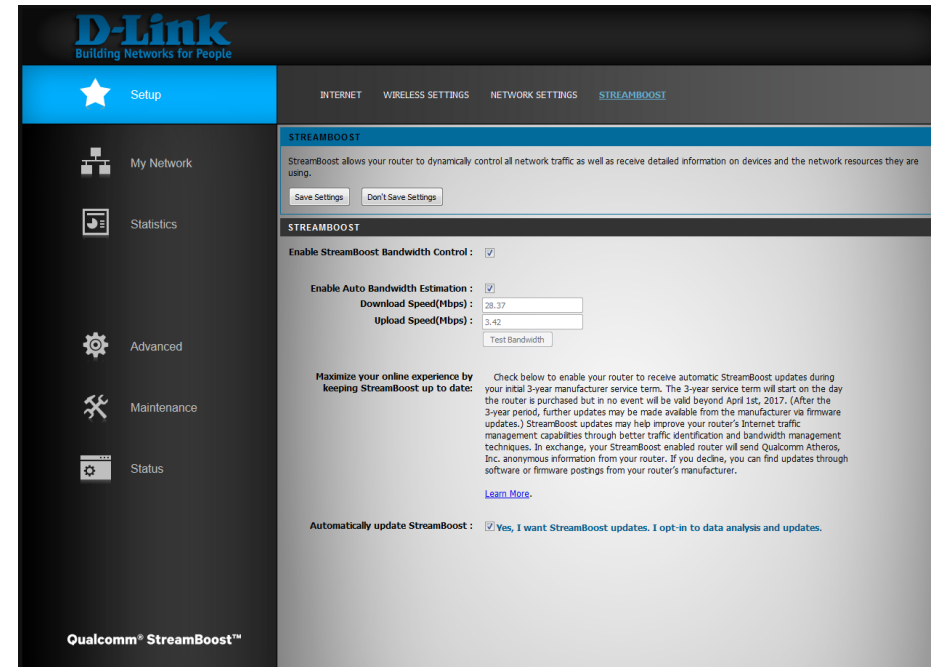 D-Link
Building Networks for People
Setup
INTERNET WIRELESS SETTINGS NETWORK SETTINGS STREAMBOOST
My Network
Statistics
Advanced
Maintenance
Status
Qualcomm® StreamBoost™
STREAMBOOST
StreamBoost allows your router to dynamically control all network traffic as well as receive detailed information on devices and the network resources they are
using.
Save Settings Don't Save Settings
STREAMBOOST
Enable StreamBoost Bandwidth Control :
Enable Auto Bandwidth Estimation :
Download Speed(Mbps) : 28.37
Upload Speed(Mbps) : 3.42
Test Bandwidth
Maximize your online experience by
keeping StreamBoost up to date:
Check below to enable your router to receive automatic StreamBoost updates during
your initial 3-year manufacturer service term. The 3-year service term will start on the day
the router is purchased but in no event will be valid beyond April 1st, 2017. (After the
3-year period, further updates may be made available from the manufacturer via firmware
updates.) StreamBoost updates may help improve your router's Internet traffic
management capabilities through better traffic identification and bandwidth management
techniques. In exchange, your StreamBoost enabled router will send Qualcomm Atheros,
Inc. anonymous information from your router. If you decline, you can find updates through
software or firmware postings from your router's manufacturer.
Learn More.
Automatically update StreamBoost : Yes, I want StreamBoost updates. I opt-in to data analysis and updates.